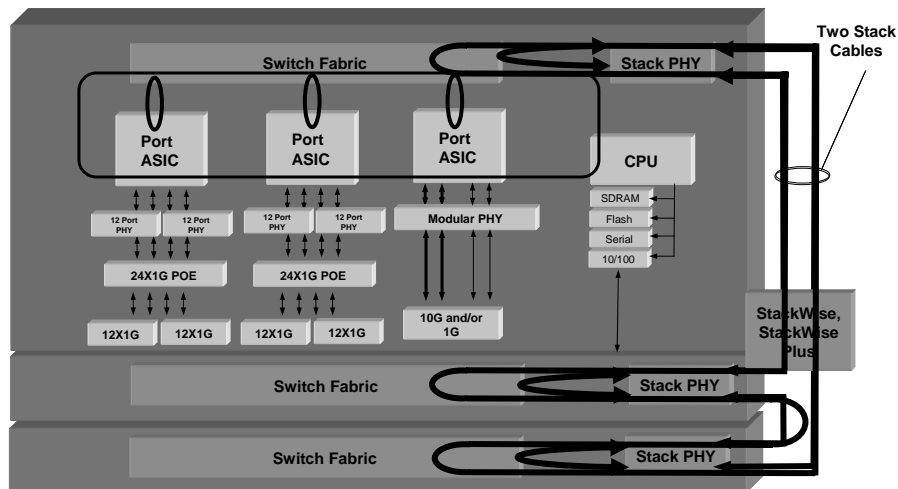 Two Stack
Cables
Switch Fabric
Stack PHY
Port
ASIC
Port
ASIC
Port
ASIC
CPU
SDRAM
Flash
Serial
10/100
12 Port
PHY
12 Port
PHY
12 Port
PHY
12 Port
PHY
Modular PHY
24X1G POE
24X1G POE
12X1G
12X1G
12X1G
12X1G
10G and/or
1G
StackWise,
StackWise
Plus
Switch Fabric
Stack PHY
Switch Fabric
Stack PHY